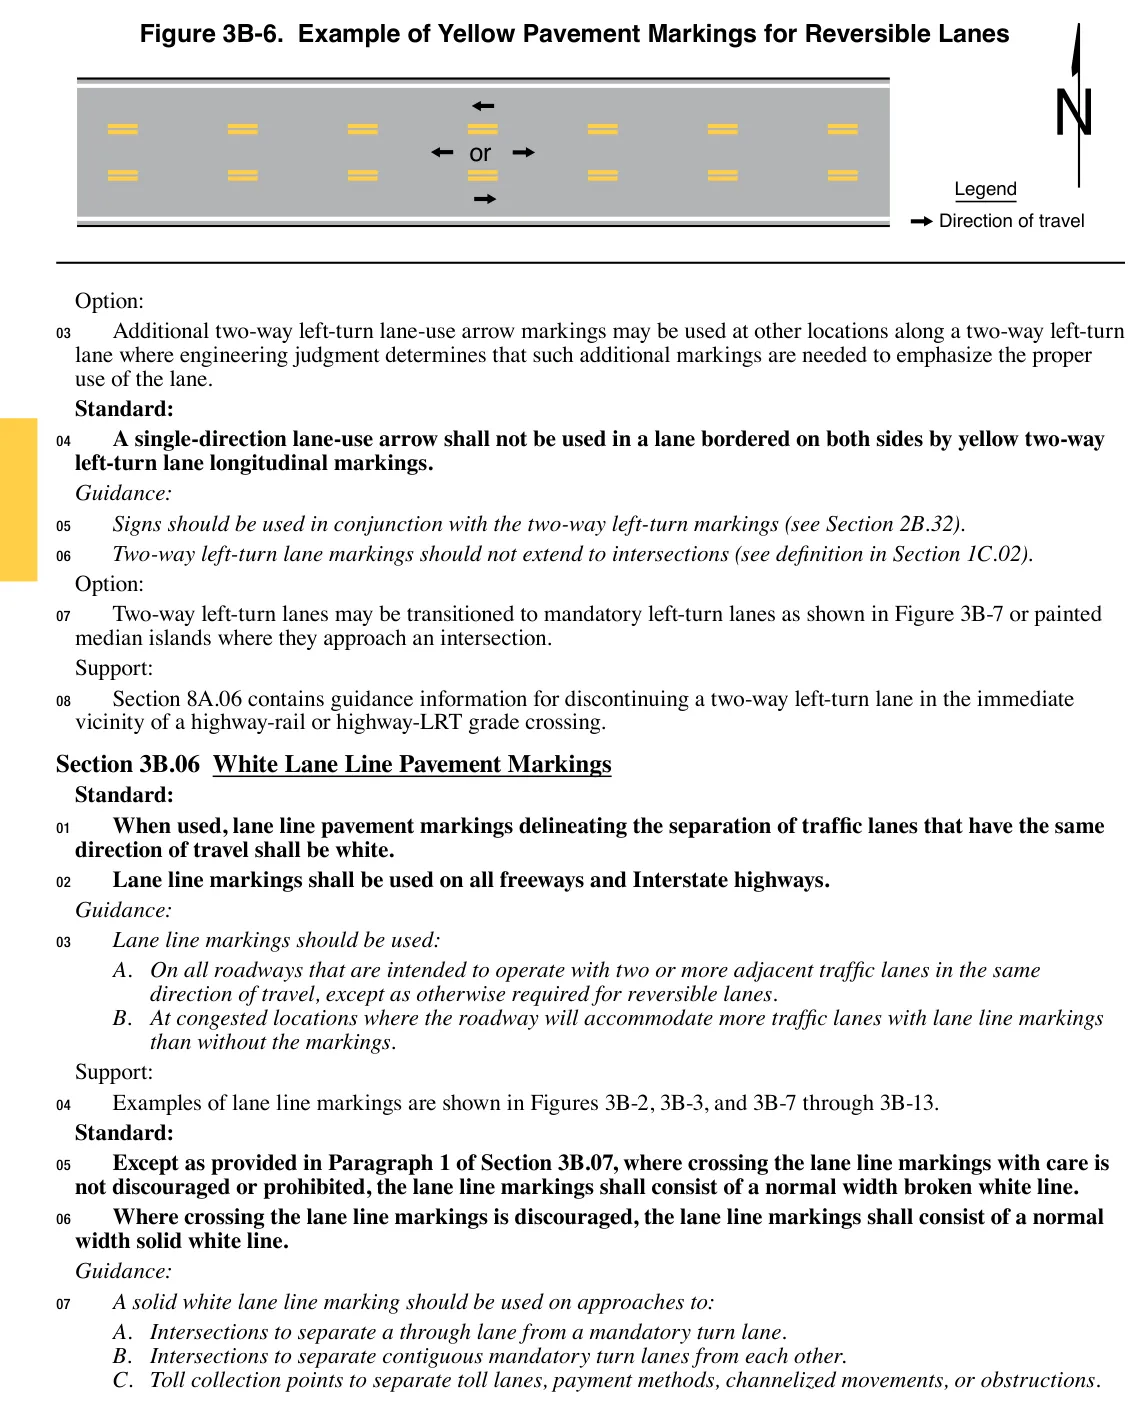 Figure 3B-6.  Example of Yellow Pavement Markings for Reversible Lanes
N
or
Legend
Direction of travel
Option:
03 Additional two-way left-turn lane-use arrow markings may be used at other locations along a two-way left-turn
lane where engineering judgment determines that such additional markings are needed to emphasize the proper
use of the lane.
Standard:
04 A single-direction lane-use arrow shall not be used in a lane bordered on both sides by yellow two-way
left-turn lane longitudinal markings.
Guidance:
05 Signs should be used in conjunction with the two-way left-turn markings (see Section 2B.32).
06 Two-way left-turn lane markings should not extend to intersections (see definition in Section 1C.02).
Option:
07 Two-way left-turn lanes may be transitioned to mandatory left-turn lanes as shown in Figure 3B-7 or painted
median islands where they approach an intersection.
Support:
08 Section 8A.06 contains guidance information for discontinuing a two-way left-turn lane in the immediate
vicinity of a highway-rail or highway-LRT grade crossing.
Section 3B.06  White Lane Line Pavement Markings
Standard:
01 When used, lane line pavement markings delineating the separation of traffic lanes that have the same
direction of travel shall be white.
02 Lane line markings shall be used on all freeways and Interstate highways.
Guidance:
03 Lane line markings should be used:
A. On all roadways that are intended to operate with two or more adjacent traffic lanes in the same
direction of travel, except as otherwise required for reversible lanes.
B. At congested locations where the roadway will accommodate more traffic lanes with lane line markings
than without the markings.
Support:
04 Examples of lane line markings are shown in Figures 3B-2, 3B-3, and 3B-7 through 3B-13.
Standard:
05 Except as provided in Paragraph 1 of Section 3B.07, where crossing the lane line markings with care is
not discouraged or prohibited, the lane line markings shall consist of a normal width broken white line.
06 Where crossing the lane line markings is discouraged, the lane line markings shall consist of a normal
width solid white line.
Guidance:
07 A solid white lane line marking should be used on approaches to:
A. Intersections to separate a through lane from a mandatory turn lane.
B. Intersections to separate contiguous mandatory turn lanes from each other.
C. Toll collection points to separate toll lanes, payment methods, channelized movements, or obstructions.